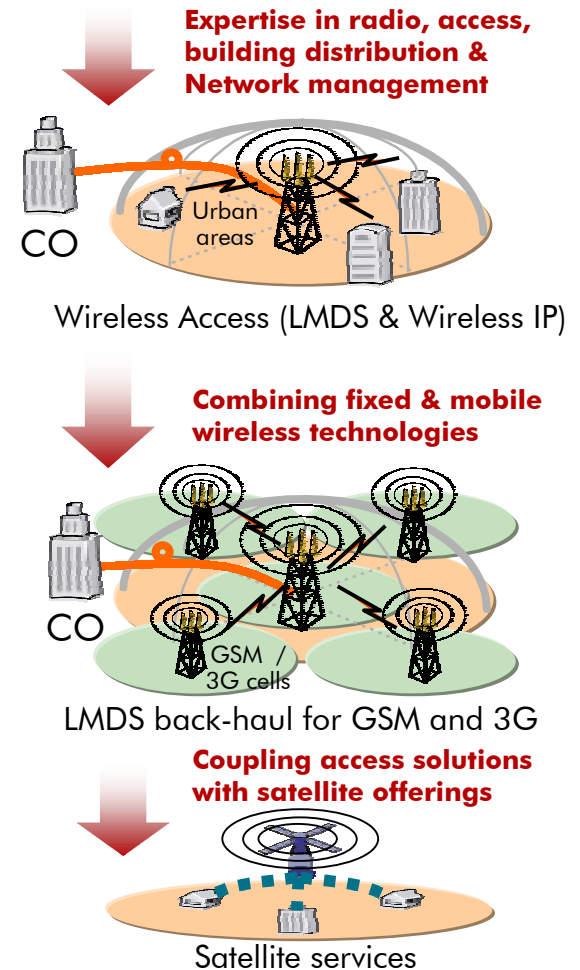 Expertise in radio, access,
building distribution &
Network management
CO
Urban
areas
Wireless Access (LMDS & Wireless IP)
Combining fixed & mobile
wireless technologies
CO
GSM /
3G cells
LMDS back-haul for GSM and 3G
Coupling access solutions
with satellite offerings
Satellite services